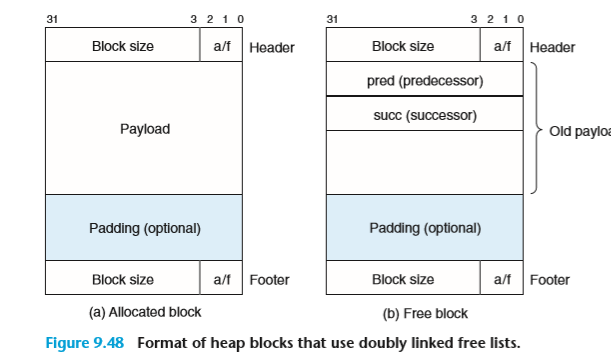 31 3 2 1 0
Block size a/f Header
Payload
Padding (optional)
Block size a/f Footer
(a) Allocated block
31 3 2 1 0
Block size a/f Header
pred (predecessor)
succ (successor)
Old payloa
Padding (optional)
Block size a/f Footer
(b) Free block
Figure 9.48 Format of heap blocks that use doubly linked free lists.